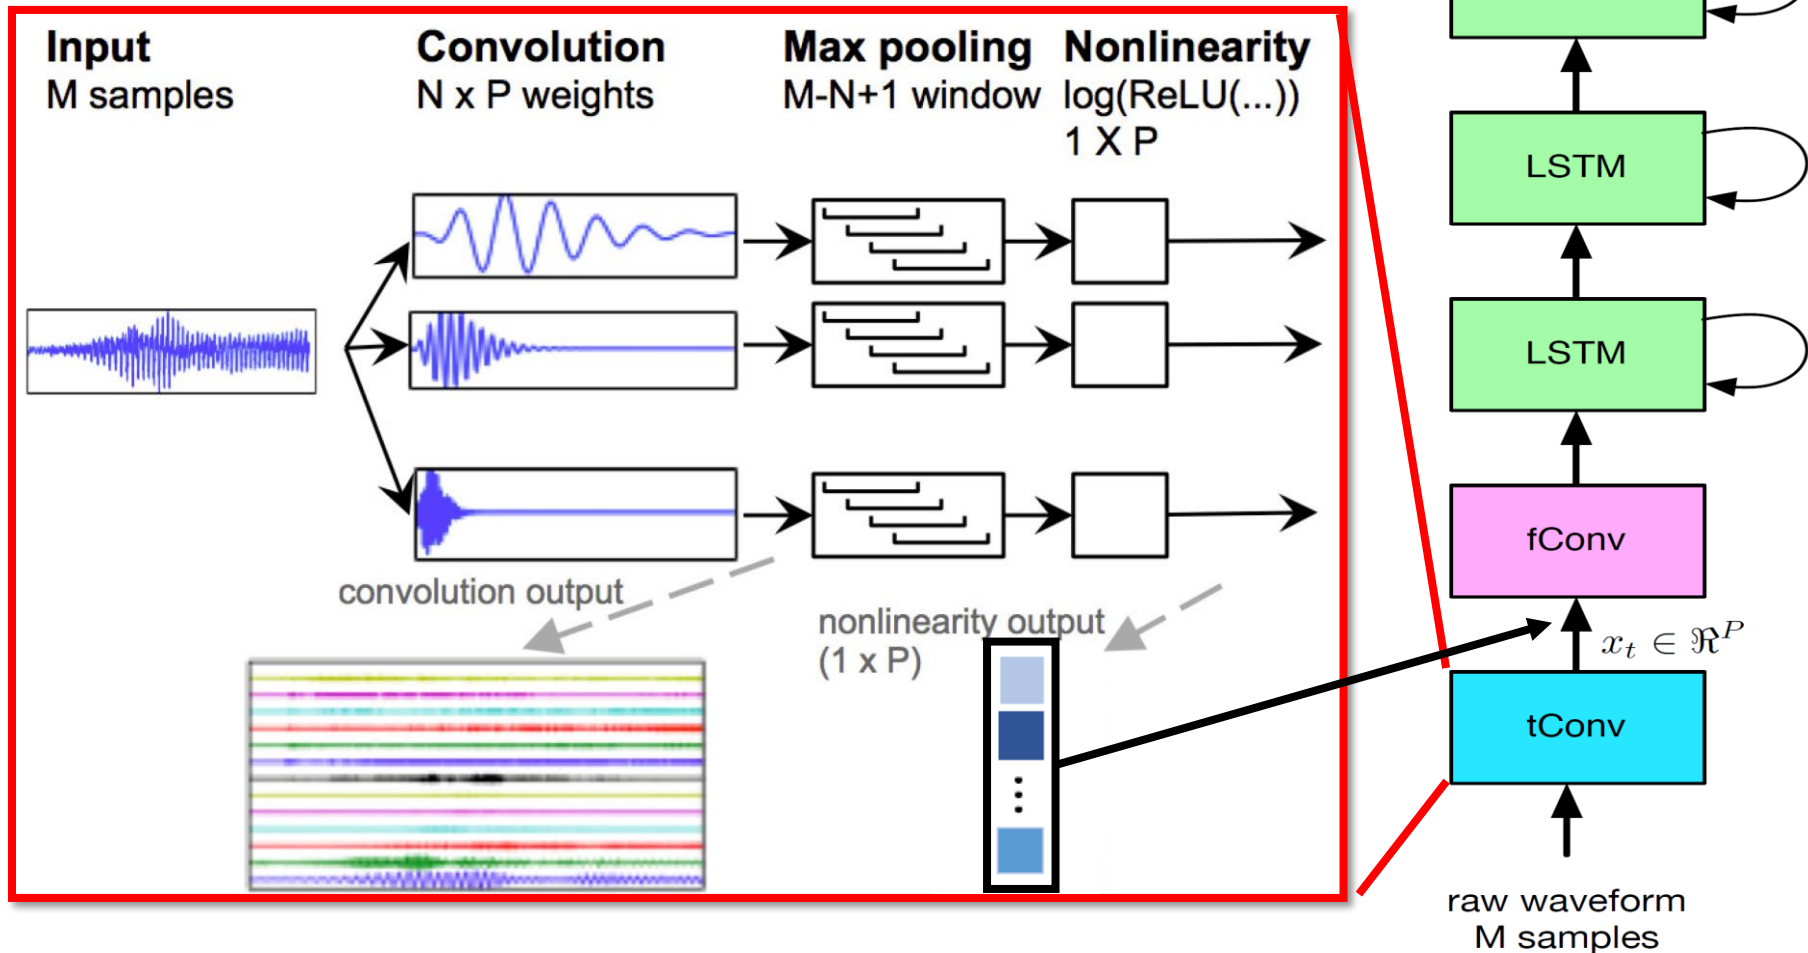 Input
M samples
Convolution
N x P weights
Max pooling
M-N+1 window
Nonlinearity
log(ReLU(...))
1 X P
convolution output
nonlinearity output
(1 x P)
LSTM
LSTM
fConv
x_t ∈ ℜ^P
tConv
raw waveform
M samples